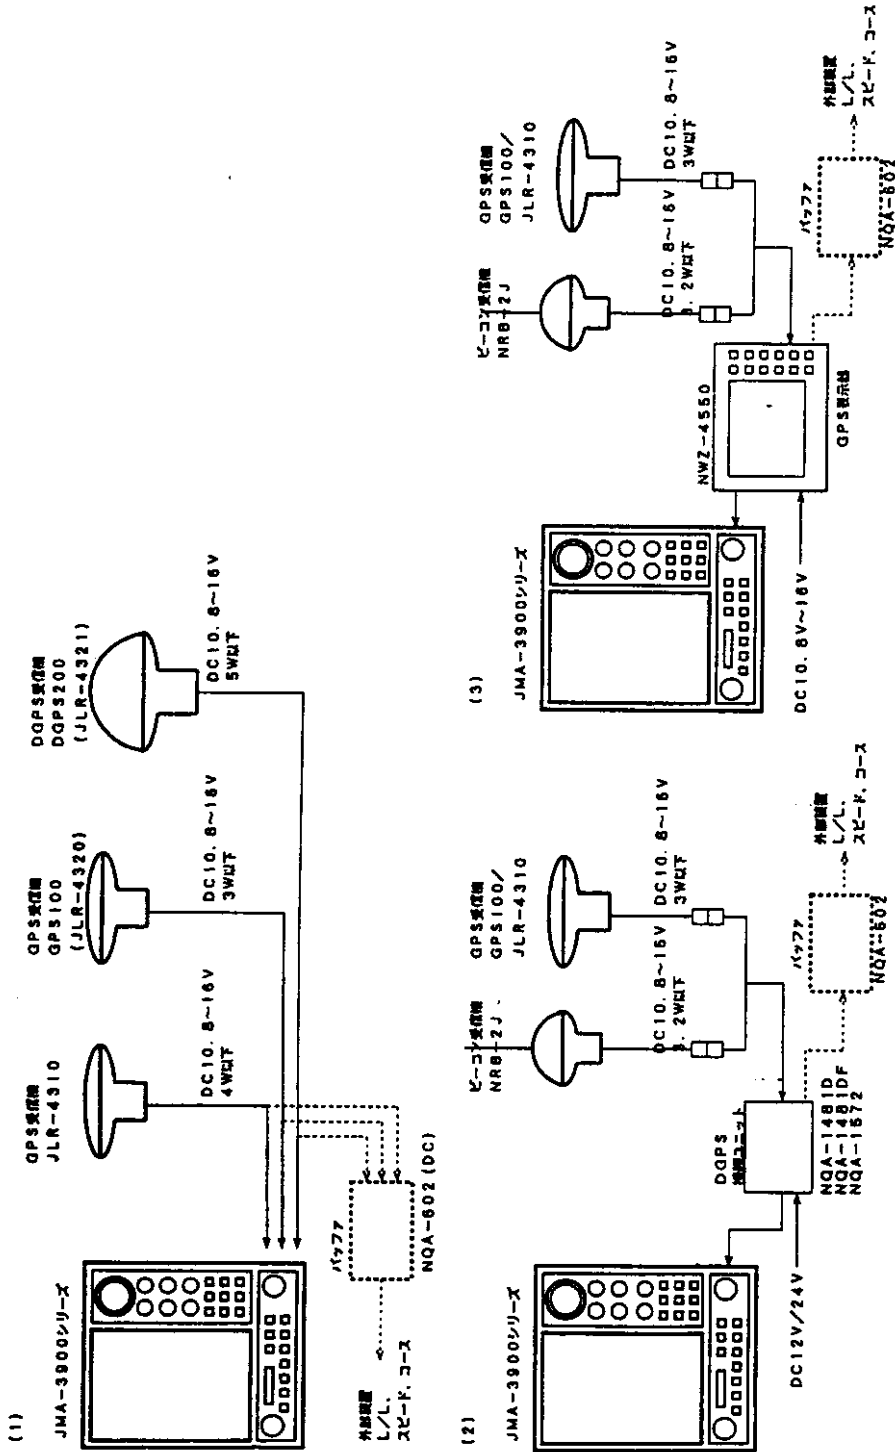 (1)
JMA-3900シリーズ
GPS受信機
JLR-4310
DC10.8~16V
4W以下
GPS受信機
GPS100
(JLR-4320)
DC10.8~16V
3W以下
DGPS受信機
DGPS200
(JLR-4321)
DC10.8~16V
5W以下
バッファ
NQA-602(DC)
外部装置
L/L、
スピード、コース
(2)
JMA-3900シリーズ
DC12V/24V
DGPS
ユニット
NQA-1481D
NQA-1481DF
NQA-1572
ビーコン受信機
NRB-2J
DC10.8~16V
2W以下
GPS受信機
GPS100/
JLR-4310
DC10.8~16V
3W以下
バッファ
NQA-602
外部装置
L/L、
スピード、コース
(3)
JMA-3900シリーズ
DC10.8V~16V
NWZ-4550
GPS表示器
ビーコン受信機
NRB-2J
DC10.8~16V
2W以下
GPS受信機
GPS100/
JLR-4310
DC10.8~16V
3W以下
バッファ
NQA-602
外部装置
L/L、
スピード、コース